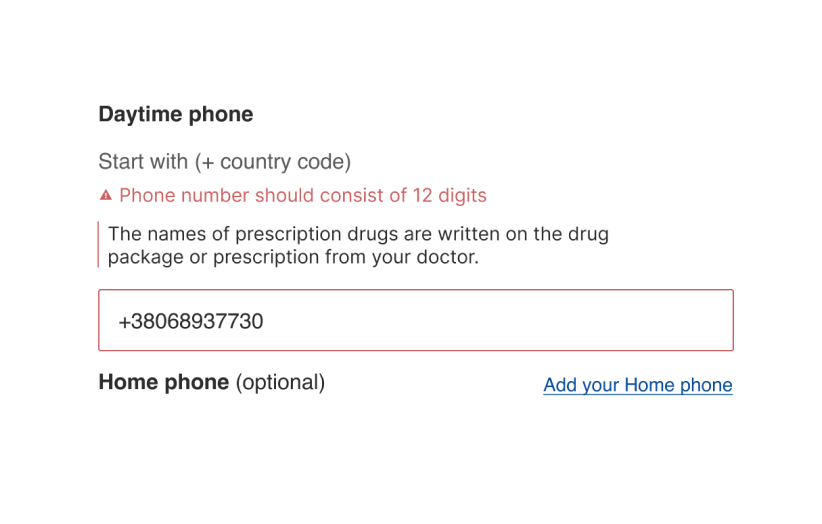 Daytime phone
Start with (+ country code)
Phone number should consist of 12 digits
The names of prescription drugs are written on the drug
package or prescription from your doctor.
+38068937730
Home phone (optional)
Add your Home phone